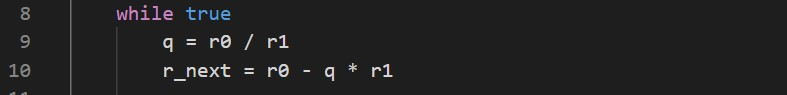 8 while true
9 q = r0 / r1
10 r_next = r0 - q * r1